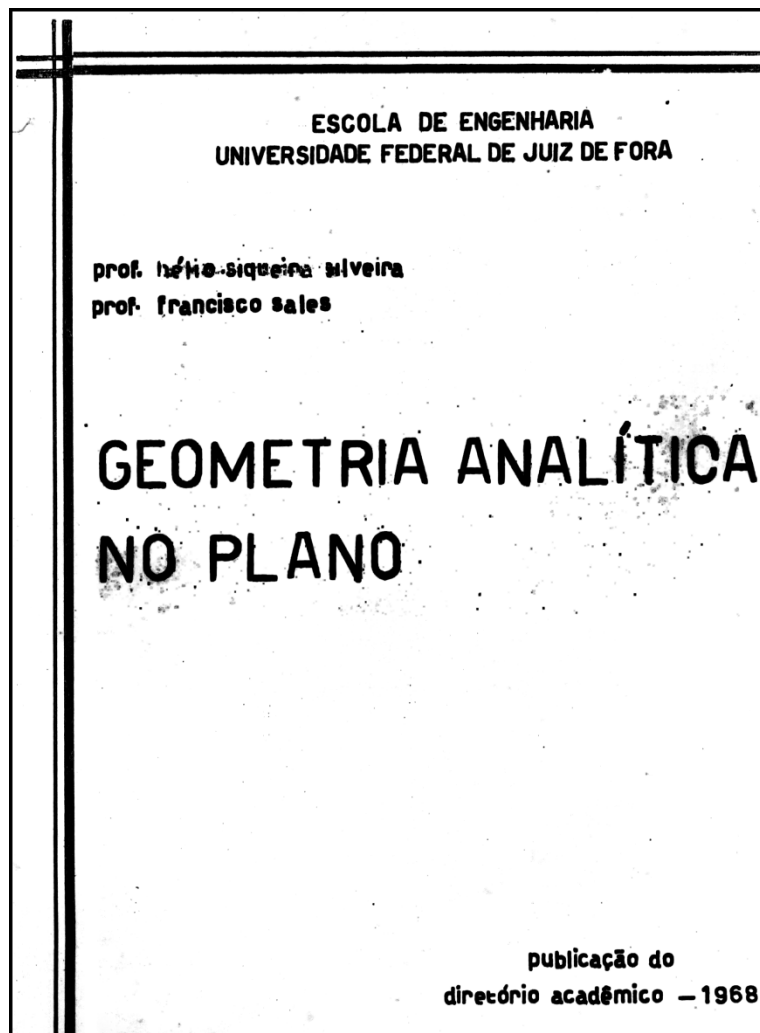 ESCOLA DE ENGENHARIA
UNIVERSIDADE FEDERAL DE JUIZ DE FORA
prof. siqueira silveira
prof. francisco sales
GEOMETRIA ANALÍTICA
NO PLANO
publicação do
diretório acadêmico – 1968